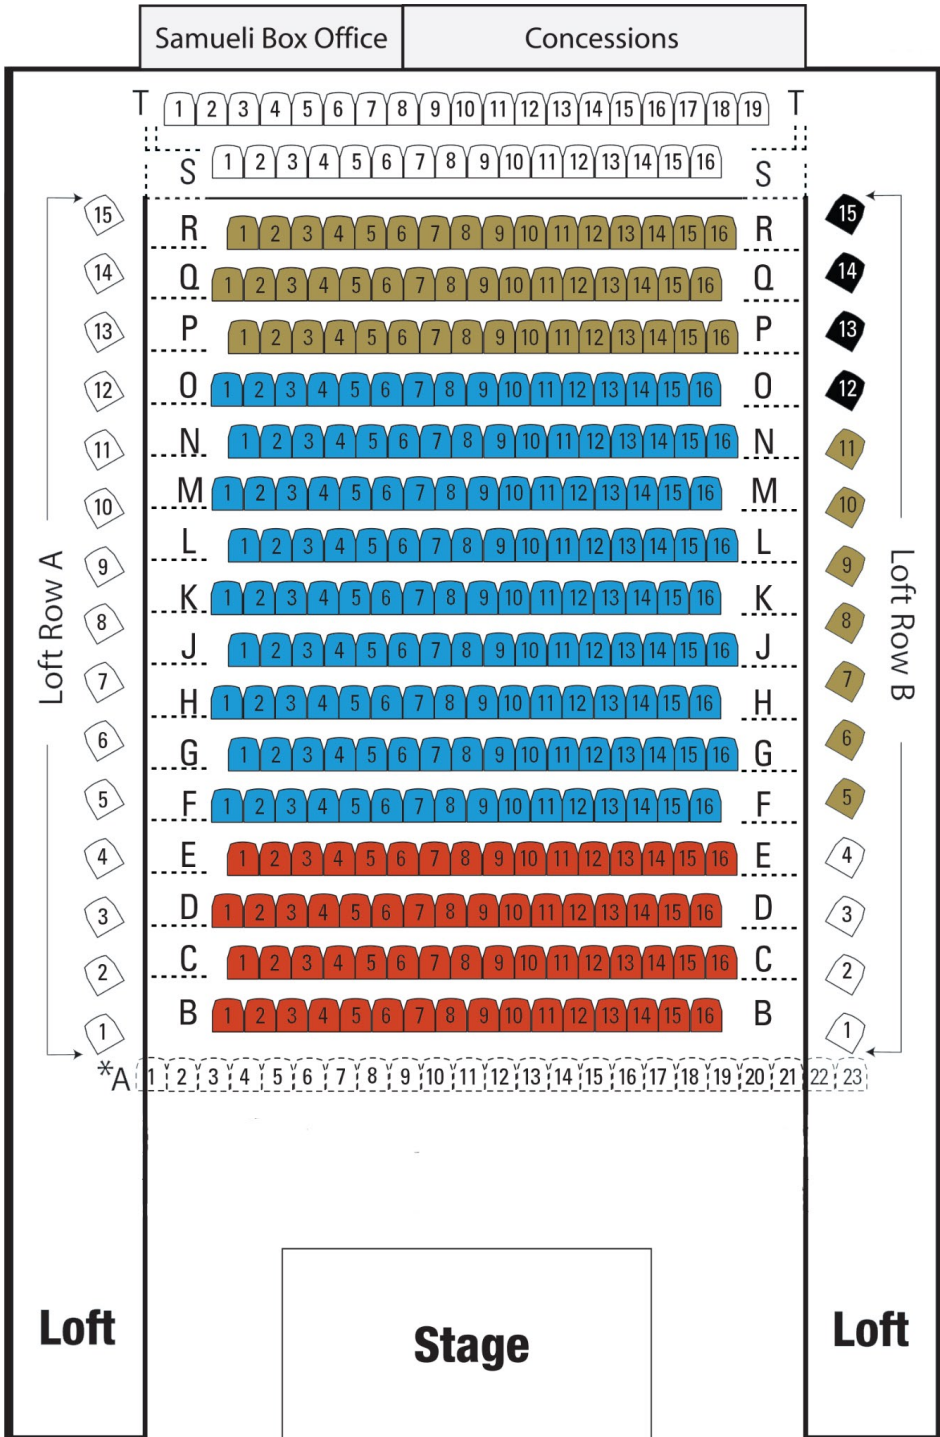 Samueli Box Office Concessions
T 1 2 3 4 5 6 7 8 9 10 11 12 13 14 15 16 17 18 19 T
S 1 2 3 4 5 6 7 8 9 10 11 12 13 14 15 16 S
15 R 1 2 3 4 5 6 7 8 9 10 11 12 13 14 15 16 R 15
14 Q 1 2 3 4 5 6 7 8 9 10 11 12 13 14 15 16 Q 14
13 P 1 2 3 4 5 6 7 8 9 10 11 12 13 14 15 16 P 13
12 O 1 2 3 4 5 6 7 8 9 10 11 12 13 14 15 16 O 12
11 N 1 2 3 4 5 6 7 8 9 10 11 12 13 14 15 16 N 11
10 M 1 2 3 4 5 6 7 8 9 10 11 12 13 14 15 16 M 10
9 L 1 2 3 4 5 6 7 8 9 10 11 12 13 14 15 16 L 9
Loft Row A
Loft Row B
8 K 1 2 3 4 5 6 7 8 9 10 11 12 13 14 15 16 K 8
7 J 1 2 3 4 5 6 7 8 9 10 11 12 13 14 15 16 J 7
6 H 1 2 3 4 5 6 7 8 9 10 11 12 13 14 15 16 H 6
5 G 1 2 3 4 5 6 7 8 9 10 11 12 13 14 15 16 G 5
F 1 2 3 4 5 6 7 8 9 10 11 12 13 14 15 16 F
4 E 1 2 3 4 5 6 7 8 9 10 11 12 13 14 15 16 E 4
3 D 1 2 3 4 5 6 7 8 9 10 11 12 13 14 15 16 D 3
2 C 1 2 3 4 5 6 7 8 9 10 11 12 13 14 15 16 C 2
1 B 1 2 3 4 5 6 7 8 9 10 11 12 13 14 15 16 B 1
*A 1 2 3 4 5 6 7 8 9 10 11 12 13 14 15 16 17 18 19 20 21 22 23
Loft Stage Loft